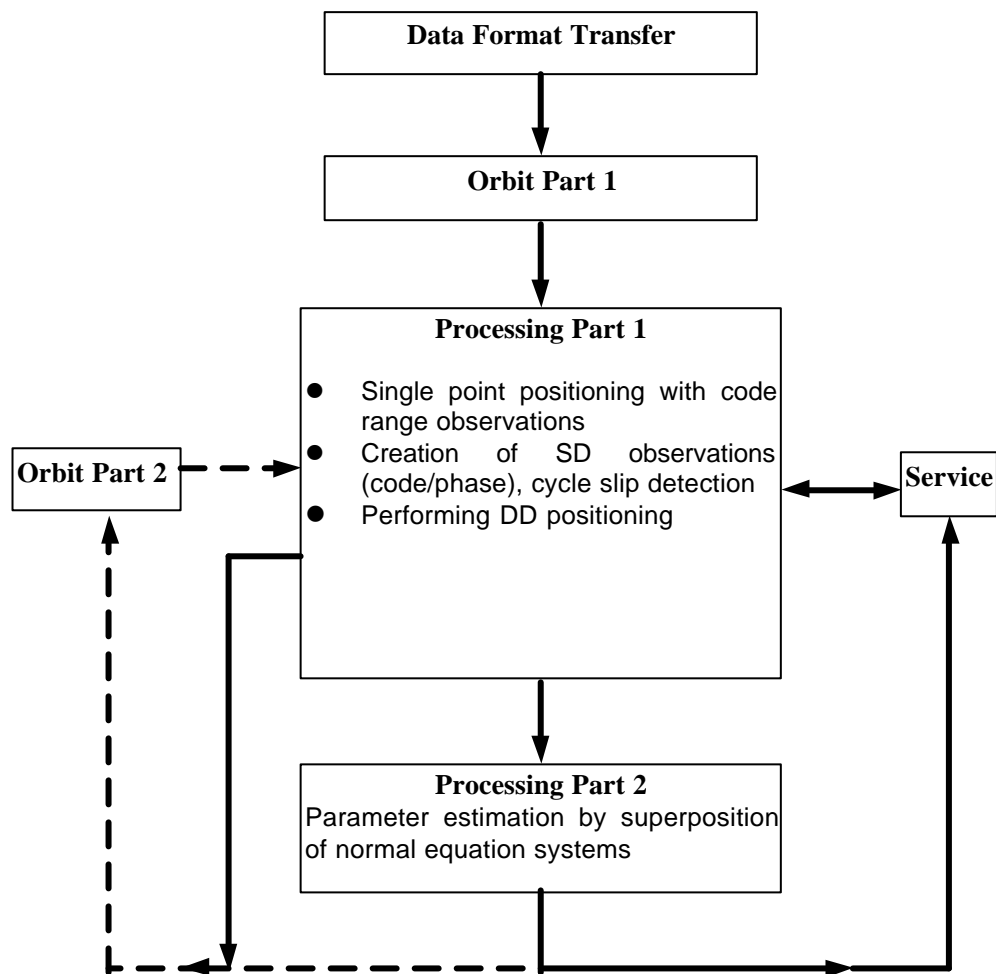 Data Format Transfer
Orbit Part 1
Processing Part 1
● Single point positioning with code
range observations
● Creation of SD observations
(code/phase), cycle slip detection
● Performing DD positioning
Orbit Part 2
Service
Processing Part 2
Parameter estimation by superposition
of normal equation systems